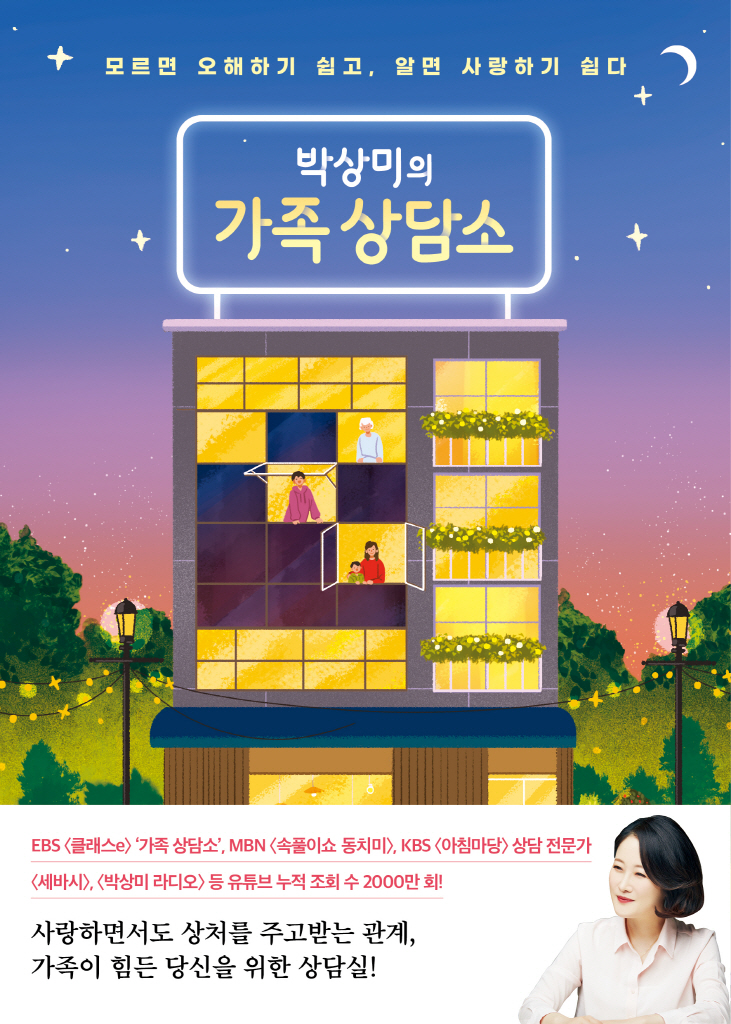 모르면 오해하기 쉽고, 알면 사랑하기 쉽다
박상미의
가족 상담소
EBS 〈클래스e〉 ‘가족 상담소’, MBN 〈속풀이쇼 동치미〉, KBS 〈아침마당〉 상담 전문가
〈세바시〉, 〈박상미 라디오〉 등 유튜브 누적 조회 수 2000만 회!
사랑하면서도 상처를 주고받는 관계,
가족이 힘든 당신을 위한 상담실!